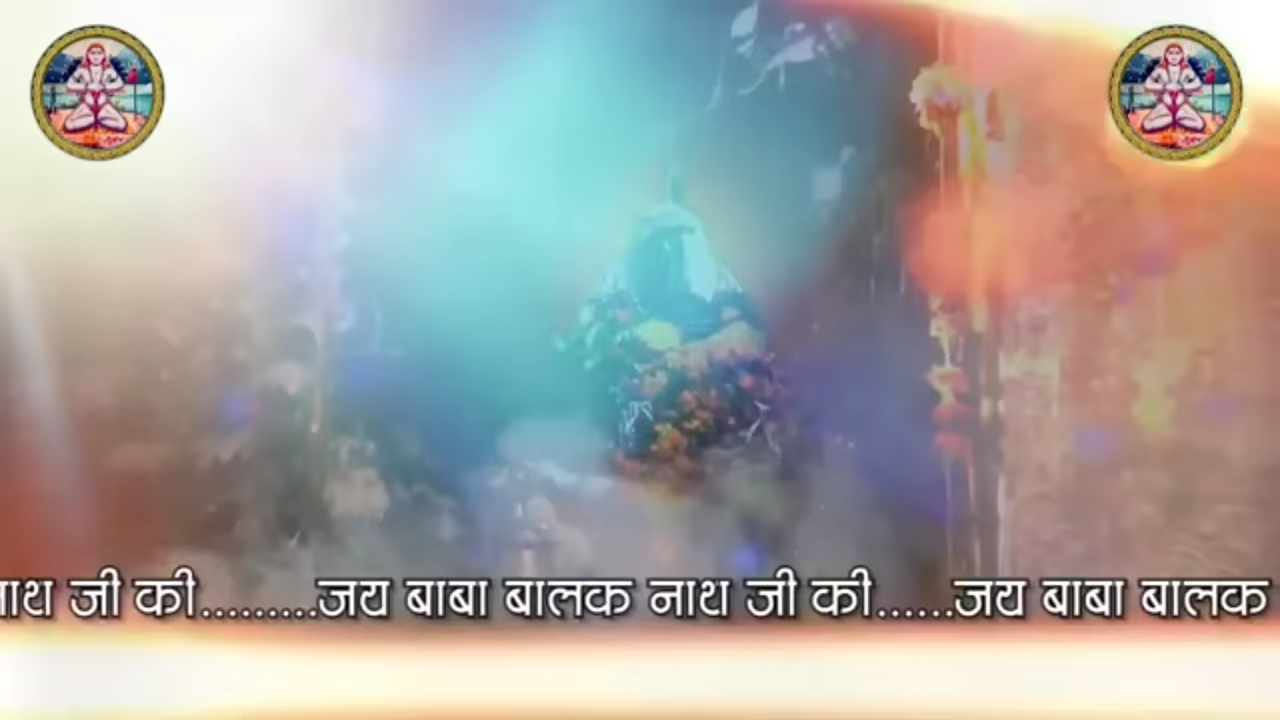 नाथ जी की.........जय बाबा बालक नाथ जी की......जय बाबा बालक